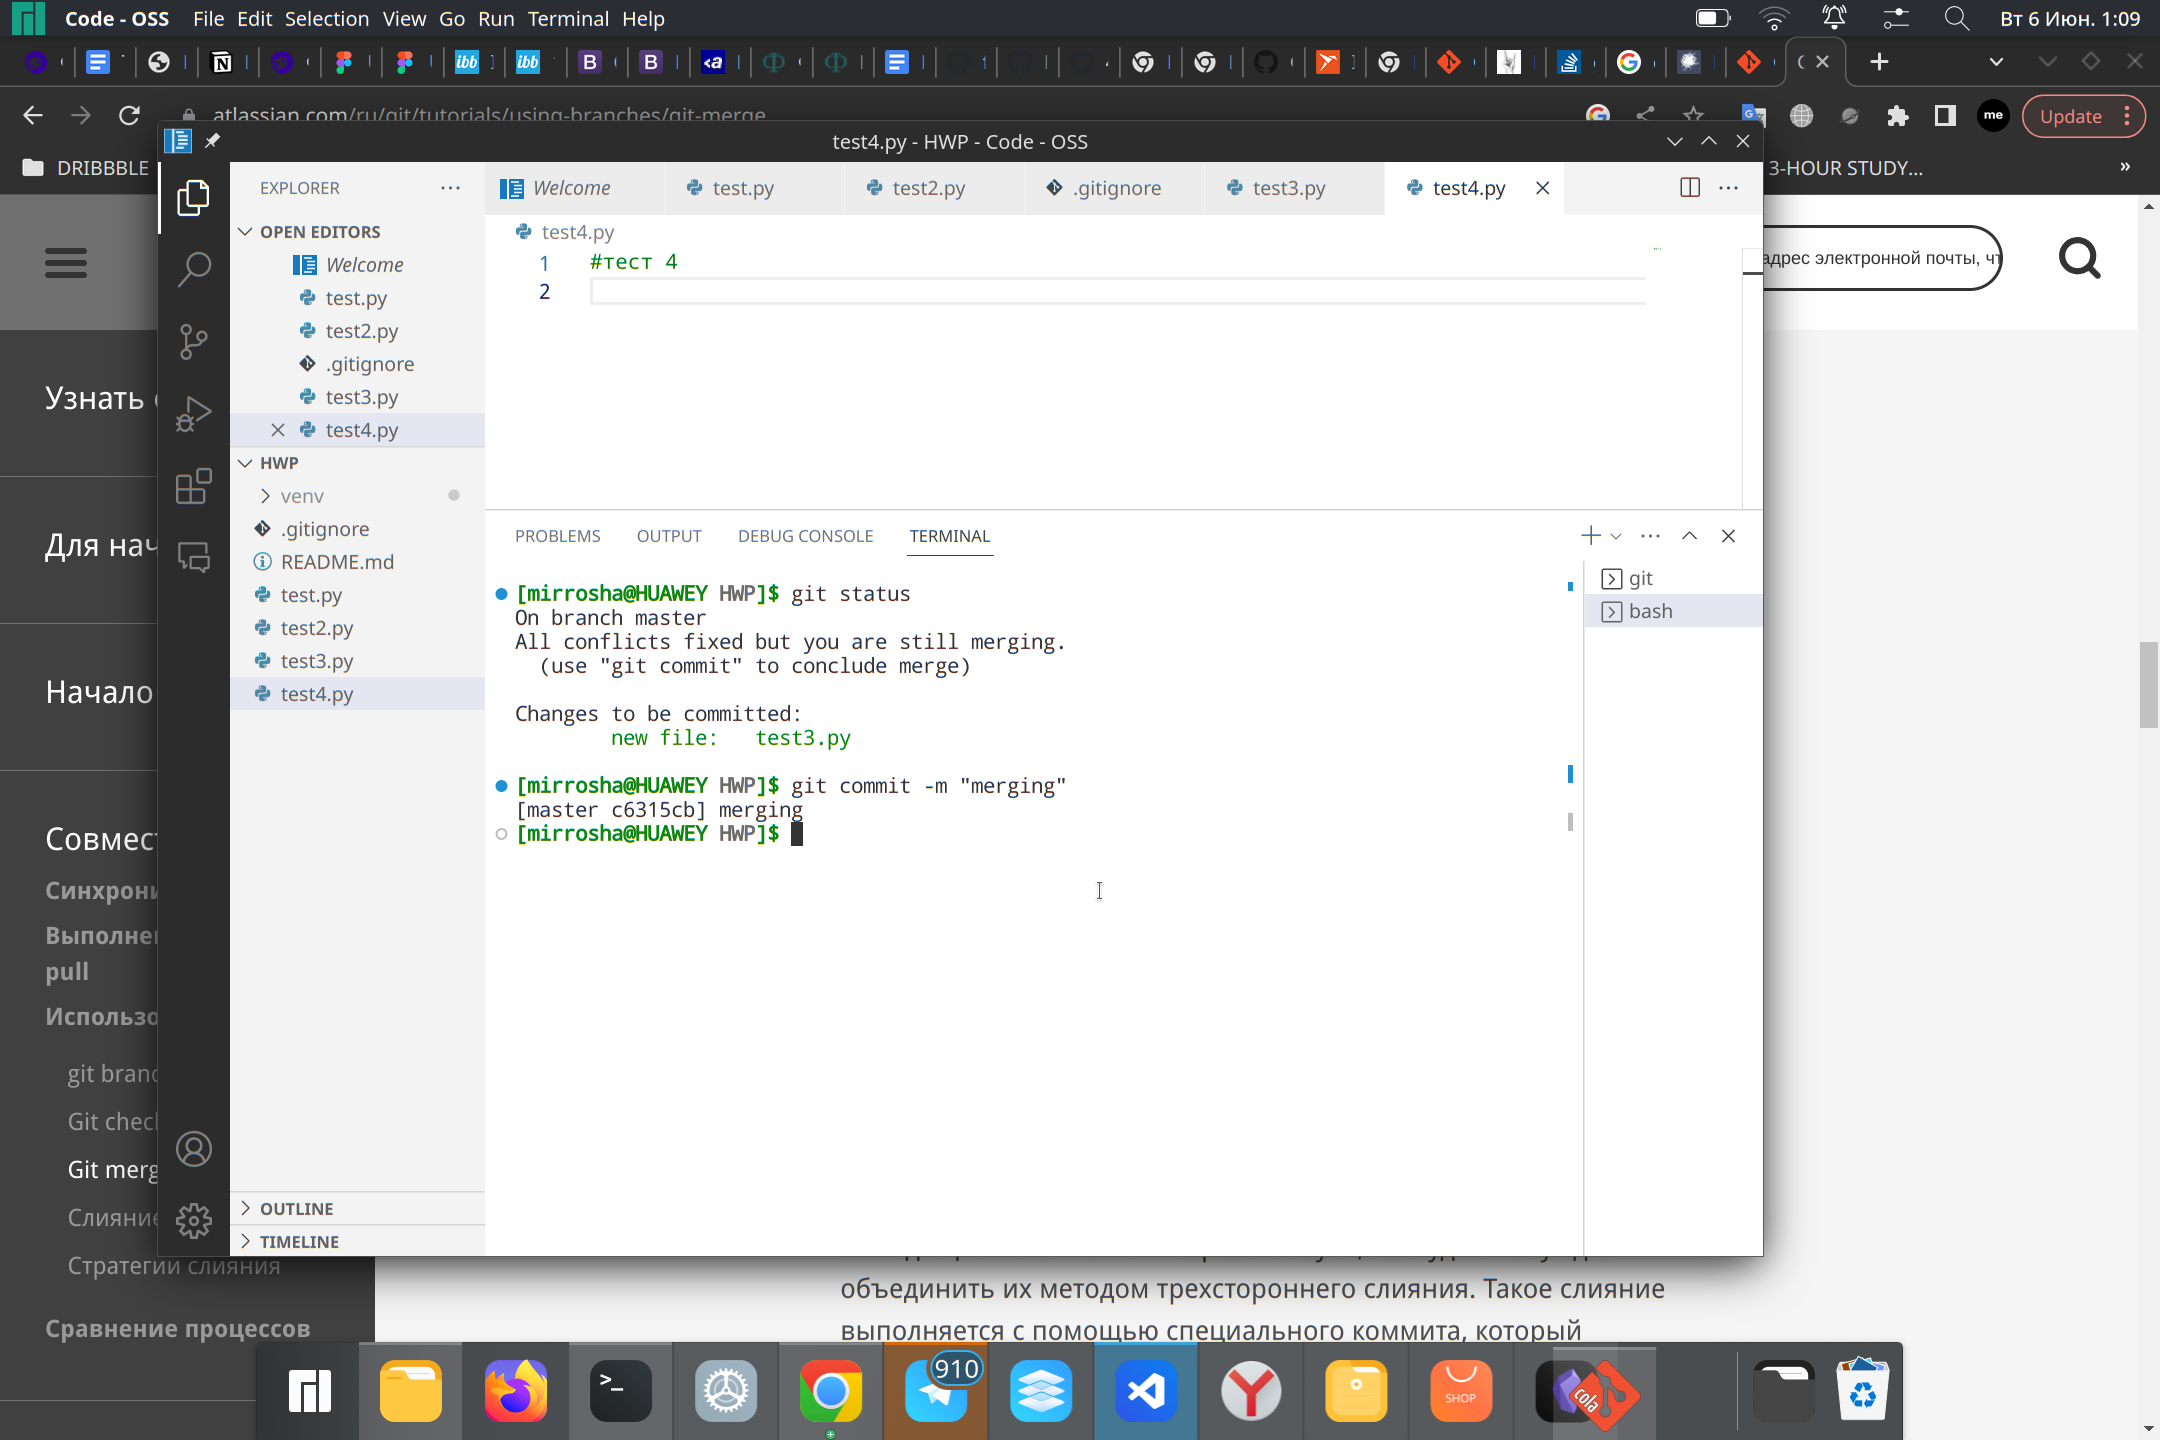 Code - OSS File Edit Selection View Go Run Terminal Help Вт 6 Июн. 1:09
atlassian.com/ru/git/tutorials/using-branches/git-merge
me Update
DRIBBBLE
3-HOUR STUDY...
»
test4.py - HWP - Code - OSS
EXPLORER
Welcome test.py test2.py .gitignore test3.py test4.py
OPEN EDITORS
Welcome
test.py
test2.py
.gitignore
test3.py
test4.py
HWP
venv
.gitignore
README.md
test.py
test2.py
test3.py
test4.py
OUTLINE
TIMELINE
test4.py
1 #тест 4
2
PROBLEMS OUTPUT DEBUG CONSOLE TERMINAL
git
bash
[mirrosha@HUAWEY HWP]$ git status
On branch master
All conflicts fixed but you are still merging.
(use "git commit" to conclude merge)
Changes to be committed:
new file: test3.py
[mirrosha@HUAWEY HWP]$ git commit -m "merging"
[master c6315cb] merging
[mirrosha@HUAWEY HWP]$
адрес электронной почты, чт
Узнать
Для нач
Начало
Совмест
Синхрони
Выполнен
pull
Использо
git branc
Git chec
Git merg
Слияние
Стратегии слияния
Сравнение процессов
объединить их методом трехстороннего слияния. Такое слияние
выполняется с помощью специального коммита, который
910
SHOP
cola